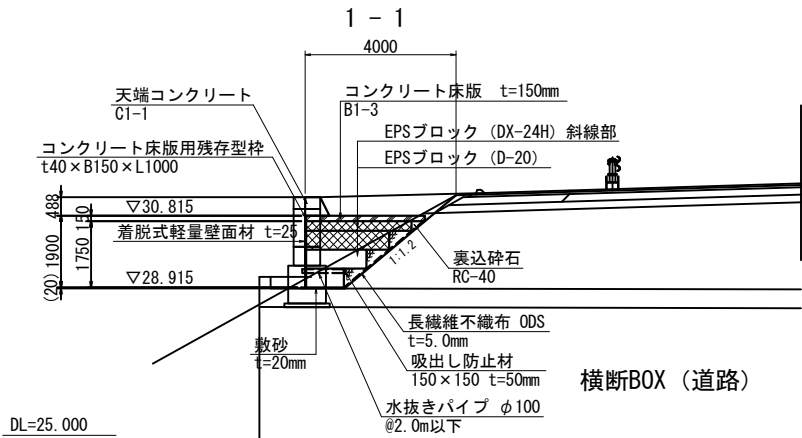 1 - 1
4000
天端コンクリート
C1-1
コンクリート床版 t=150mm
B1-3
EPSブロック (DX-24H) 斜線部
コンクリート床版用残存型枠
t40×B150×L1000
EPSブロック (D-20)
488
150
▽30.815
着脱式軽量壁面材 t=25
1900
1750
1:1.2
裏込砕石
RC-40
▽28.915
(20)
長繊維不織布 ODS
t=5.0mm
敷砂
t=20mm
吸出し防止材
150×150 t=50mm
横断BOX (道路)
水抜きパイプ φ100
@2.0m以下
DL=25.000